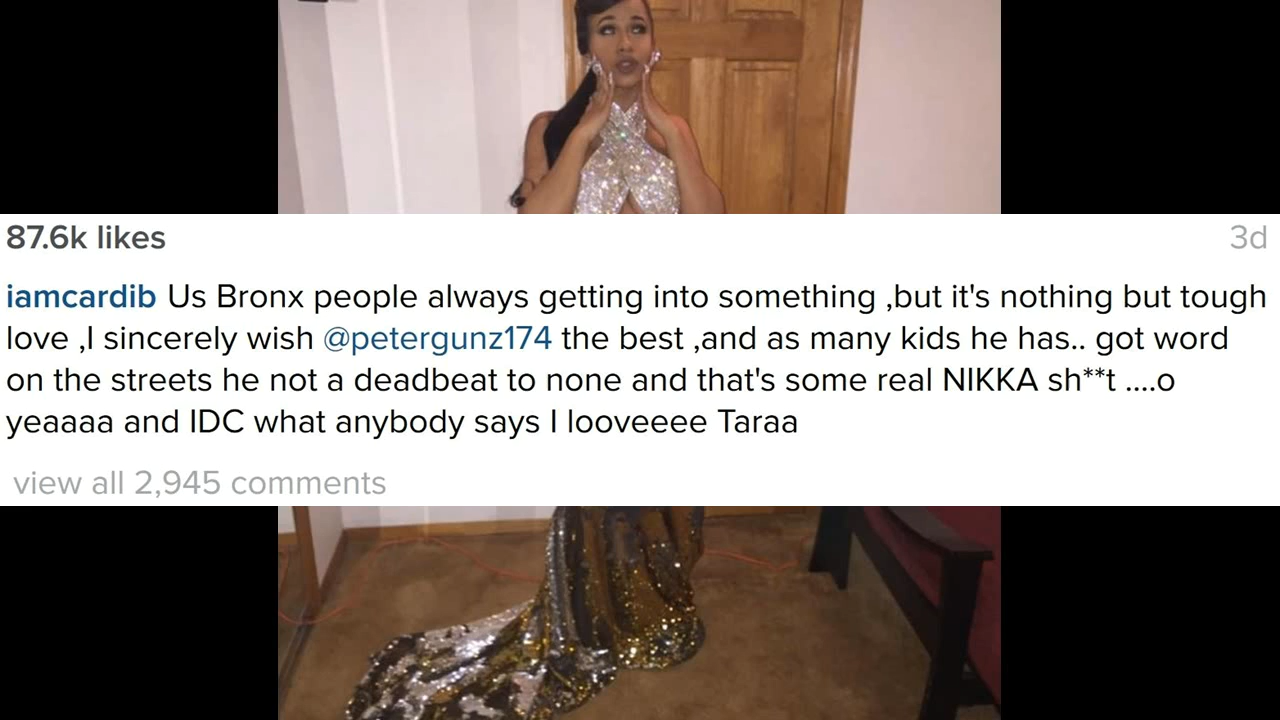 87.6k likes 3d
iamcardib Us Bronx people always getting into something ,but it's nothing but tough
love ,I sincerely wish @petergunz174 the best ,and as many kids he has.. got word
on the streets he not a deadbeat to none and that's some real NIKKA sh**t ....o
yeaaaa and IDC what anybody says I looveeee Taraa
view all 2,945 comments